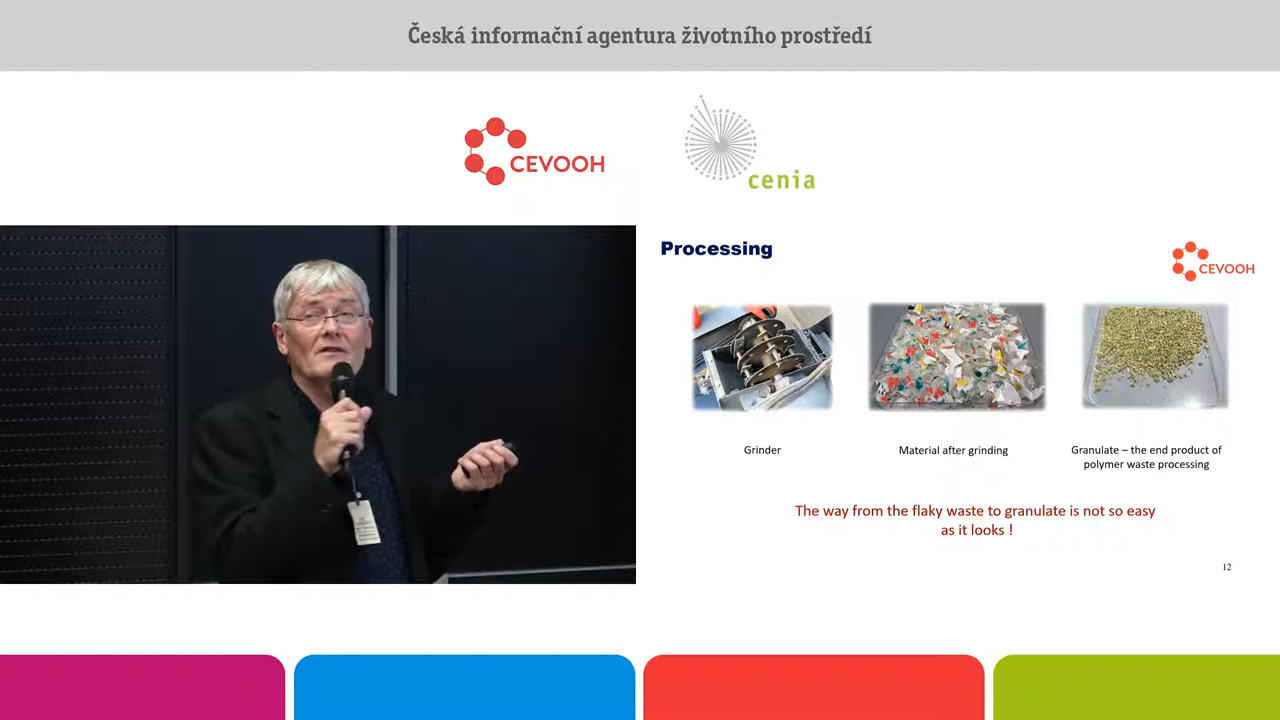 Česká informační agentura životního prostředí
CEVOOH
cenia
Processing
CEVOOH
Grinder
Material after grinding
Granulate – the end product of
polymer waste processing
The way from the flaky waste to granulate is not so easy
as it looks !
12